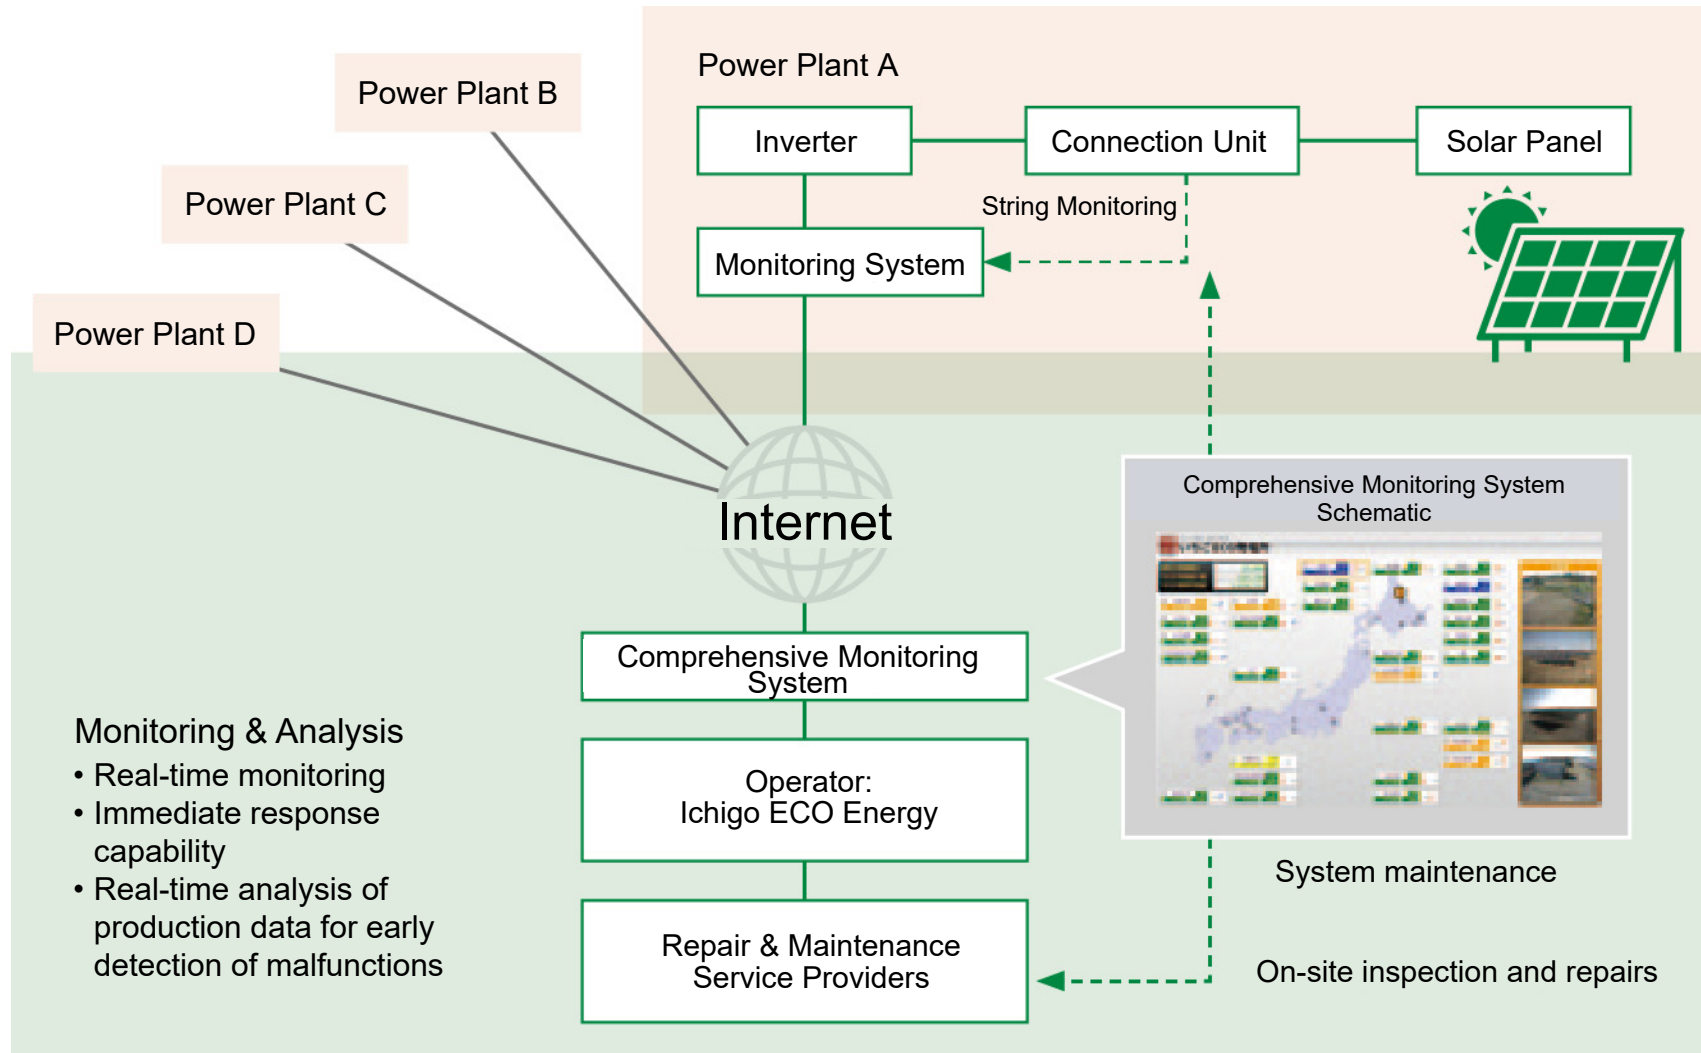 Power Plant A
Power Plant B
Inverter
Connection Unit
Solar Panel
Power Plant C
String Monitoring
Monitoring System
Power Plant D
Internet
Comprehensive Monitoring System
Schematic
Comprehensive Monitoring
System
Monitoring & Analysis
• Real-time monitoring
• Immediate response
capability
• Real-time analysis of
production data for early
detection of malfunctions
Operator:
Ichigo ECO Energy
System maintenance
Repair & Maintenance
Service Providers
On-site inspection and repairs